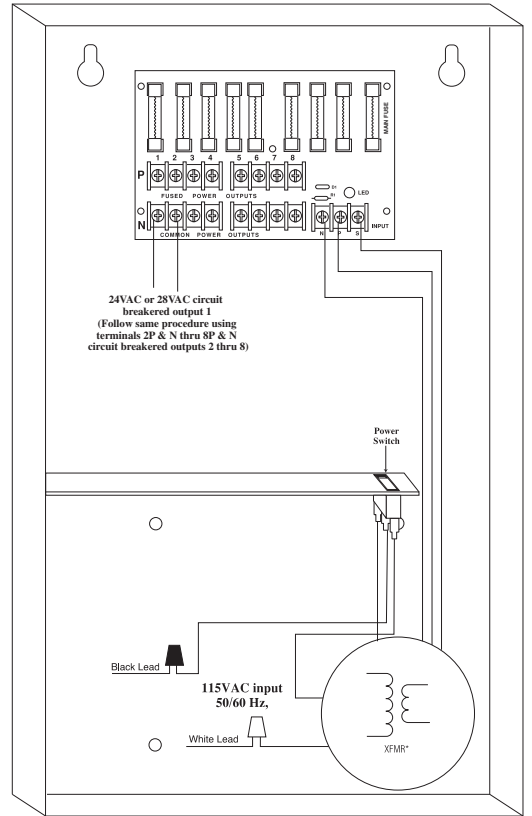 MAIN FUSE
1 2 3 4 5 6 7 8
P
D1
R1
LED
FUSED POWER OUTPUTS
N
COMMON POWER OUTPUTS
N P S
INPUT
24VAC or 28VAC circuit
breakered output 1
(Follow same procedure using
terminals 2P & N thru 8P & N
circuit breakered outputs 2 thru 8)
Power
Switch
Black Lead
115VAC input
50/60 Hz,
White Lead
XFMR*